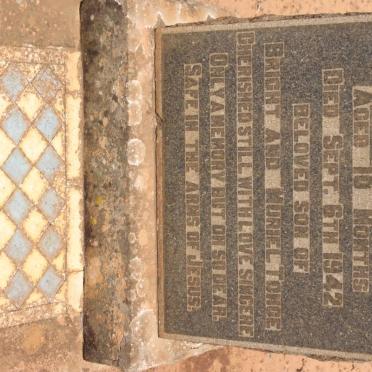 AGED 10 MONTHS
DIED SEPT. 6TH 1942
BELOVED SON OF
BRIGHT AND MURIEL TONGE.
CHERISHED STILL WITH LOVE SINCERE
ONLY A MEMORY BUT OH SO DEAR.
SAFE IN THE ARMS OF JESUS.